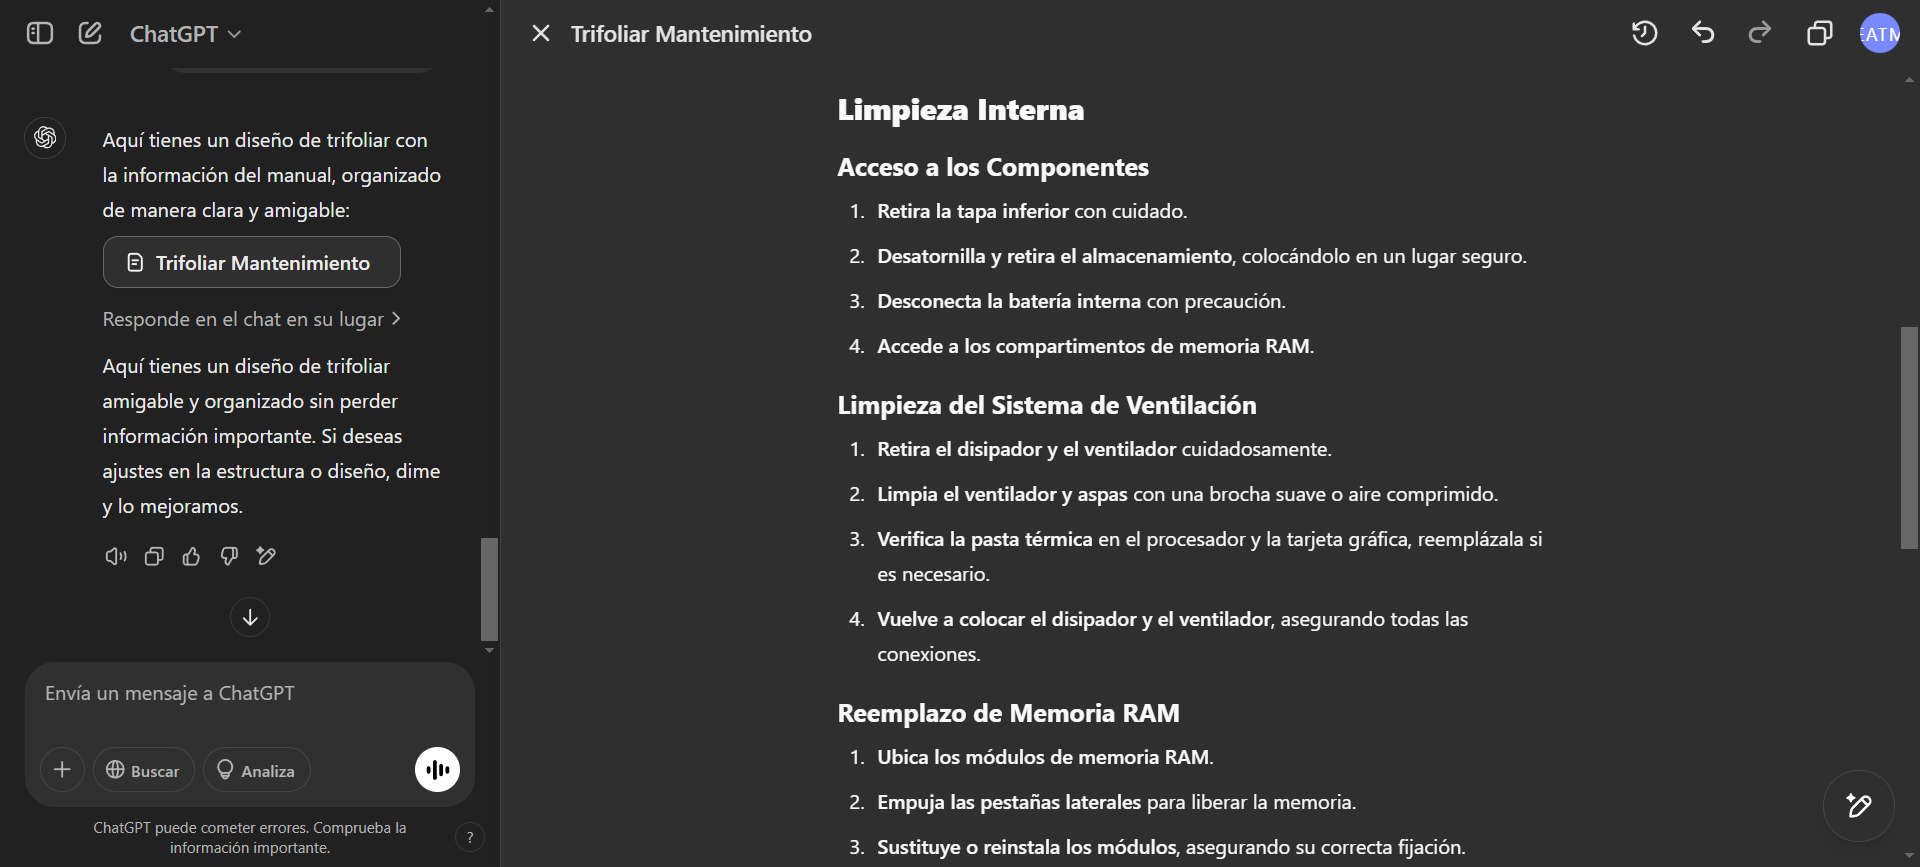 ChatGPT
Aquí tienes un diseño de trifoliar con
la información del manual, organizado
de manera clara y amigable:
Trifoliar Mantenimiento
Responde en el chat en su lugar
Aquí tienes un diseño de trifoliar
amigable y organizado sin perder
información importante. Si deseas
ajustes en la estructura o diseño, dime
y lo mejoramos.
Envía un mensaje a ChatGPT
Buscar
Analiza
ChatGPT puede cometer errores. Comprueba la
información importante.
?
Trifoliar Mantenimiento
EATM
Limpieza Interna
Acceso a los Componentes
1. Retira la tapa inferior con cuidado.
2. Desatornilla y retira el almacenamiento, colocándolo en un lugar seguro.
3. Desconecta la batería interna con precaución.
4. Accede a los compartimentos de memoria RAM.
Limpieza del Sistema de Ventilación
1. Retira el disipador y el ventilador cuidadosamente.
2. Limpia el ventilador y aspas con una brocha suave o aire comprimido.
3. Verifica la pasta térmica en el procesador y la tarjeta gráfica, reemplázala si
es necesario.
4. Vuelve a colocar el disipador y el ventilador, asegurando todas las
conexiones.
Reemplazo de Memoria RAM
1. Ubica los módulos de memoria RAM.
2. Empuja las pestañas laterales para liberar la memoria.
3. Sustituye o reinstala los módulos, asegurando su correcta fijación.